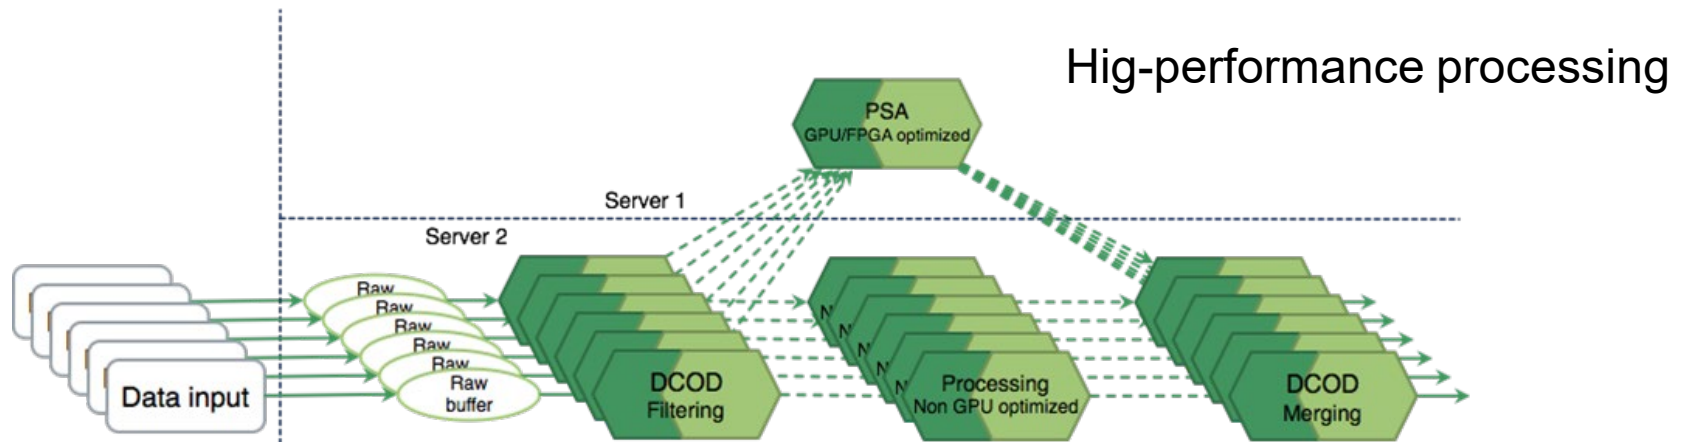 Hig-performance processing
PSA
GPU/FPGA optimized
Server 1
Server 2
Raw
Raw
Raw
Raw
Raw
Raw
buffer
Data input
DCOD
Filtering
N
N
N
N
N
Processing
Non GPU optimized
DCOD
Merging